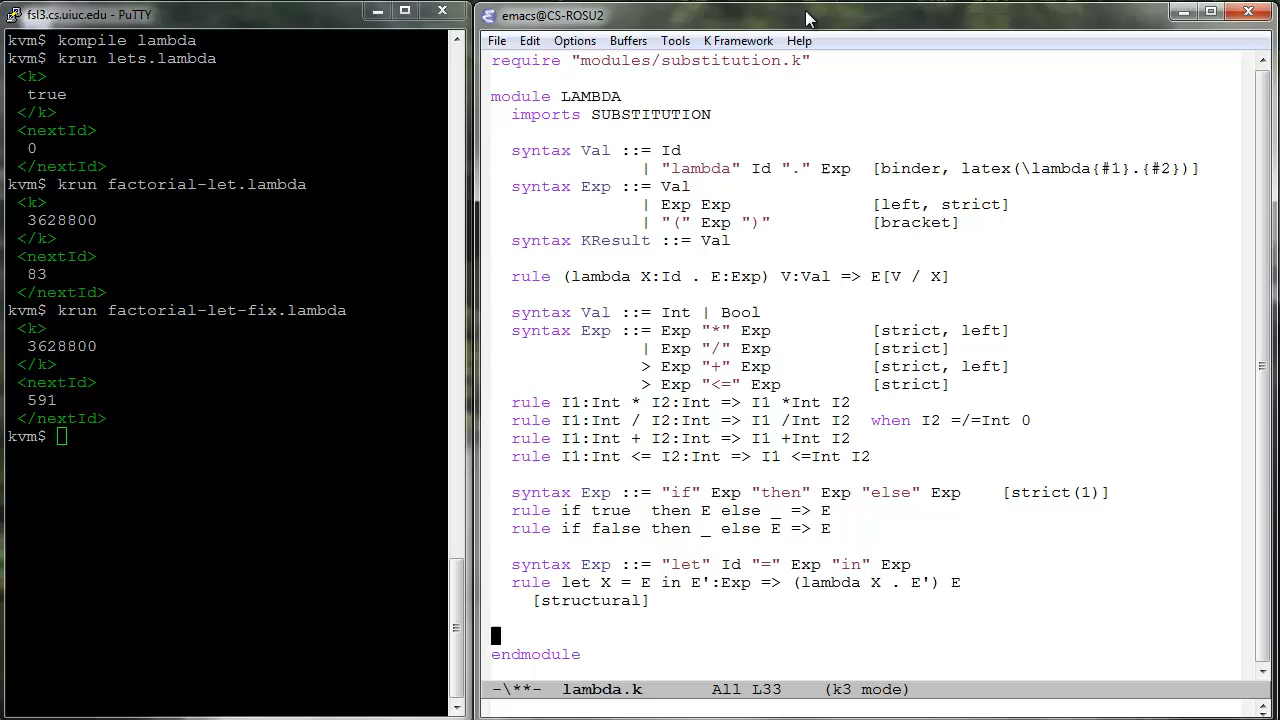 fsl3.cs.uiuc.edu - PuTTY
kvm$ kompile lambda
kvm$ krun lets.lambda
<k>
true
</k>
<nextId>
0
</nextId>
kvm$ krun factorial-let.lambda
<k>
3628800
</k>
<nextId>
83
</nextId>
kvm$ krun factorial-let-fix.lambda
<k>
3628800
</k>
<nextId>
591
</nextId>
kvm$
emacs@CS-ROSU2
File Edit Options Buffers Tools K Framework Help
require "modules/substitution.k"
module LAMBDA
imports SUBSTITUTION
syntax Val ::= Id
| "lambda" Id "." Exp [binder, latex(\lambda{#1}.{#2})]
syntax Exp ::= Val
| Exp Exp [left, strict]
| "(" Exp ")" [bracket]
syntax KResult ::= Val
rule (lambda X:Id . E:Exp) V:Val => E[V / X]
syntax Val ::= Int | Bool
syntax Exp ::= Exp "*" Exp [strict, left]
| Exp "/" Exp [strict]
> Exp "+" Exp [strict, left]
> Exp "<=" Exp [strict]
rule I1:Int * I2:Int => I1 *Int I2
rule I1:Int / I2:Int => I1 /Int I2 when I2 =/=Int 0
rule I1:Int + I2:Int => I1 +Int I2
rule I1:Int <= I2:Int => I1 <=Int I2
syntax Exp ::= "if" Exp "then" Exp "else" Exp [strict(1)]
rule if true then E else _ => E
rule if false then _ else E => E
syntax Exp ::= "let" Id "=" Exp "in" Exp
rule let X = E in E':Exp => (lambda X . E') E
[structural]
endmodule
-\**- lambda.k All L33 (k3 mode)